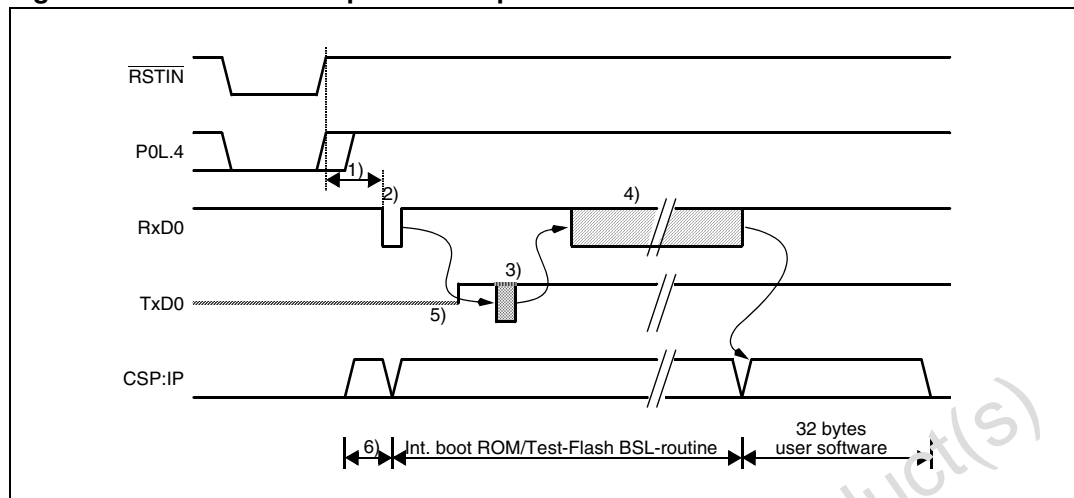 RSTIN
P0L.4
1)
2)
4)
RxD0
3)
TxD0
5)
CSP:IP
6)
Int. boot ROM/Test-Flash BSL-routine
32 bytes
user software
duct(s)